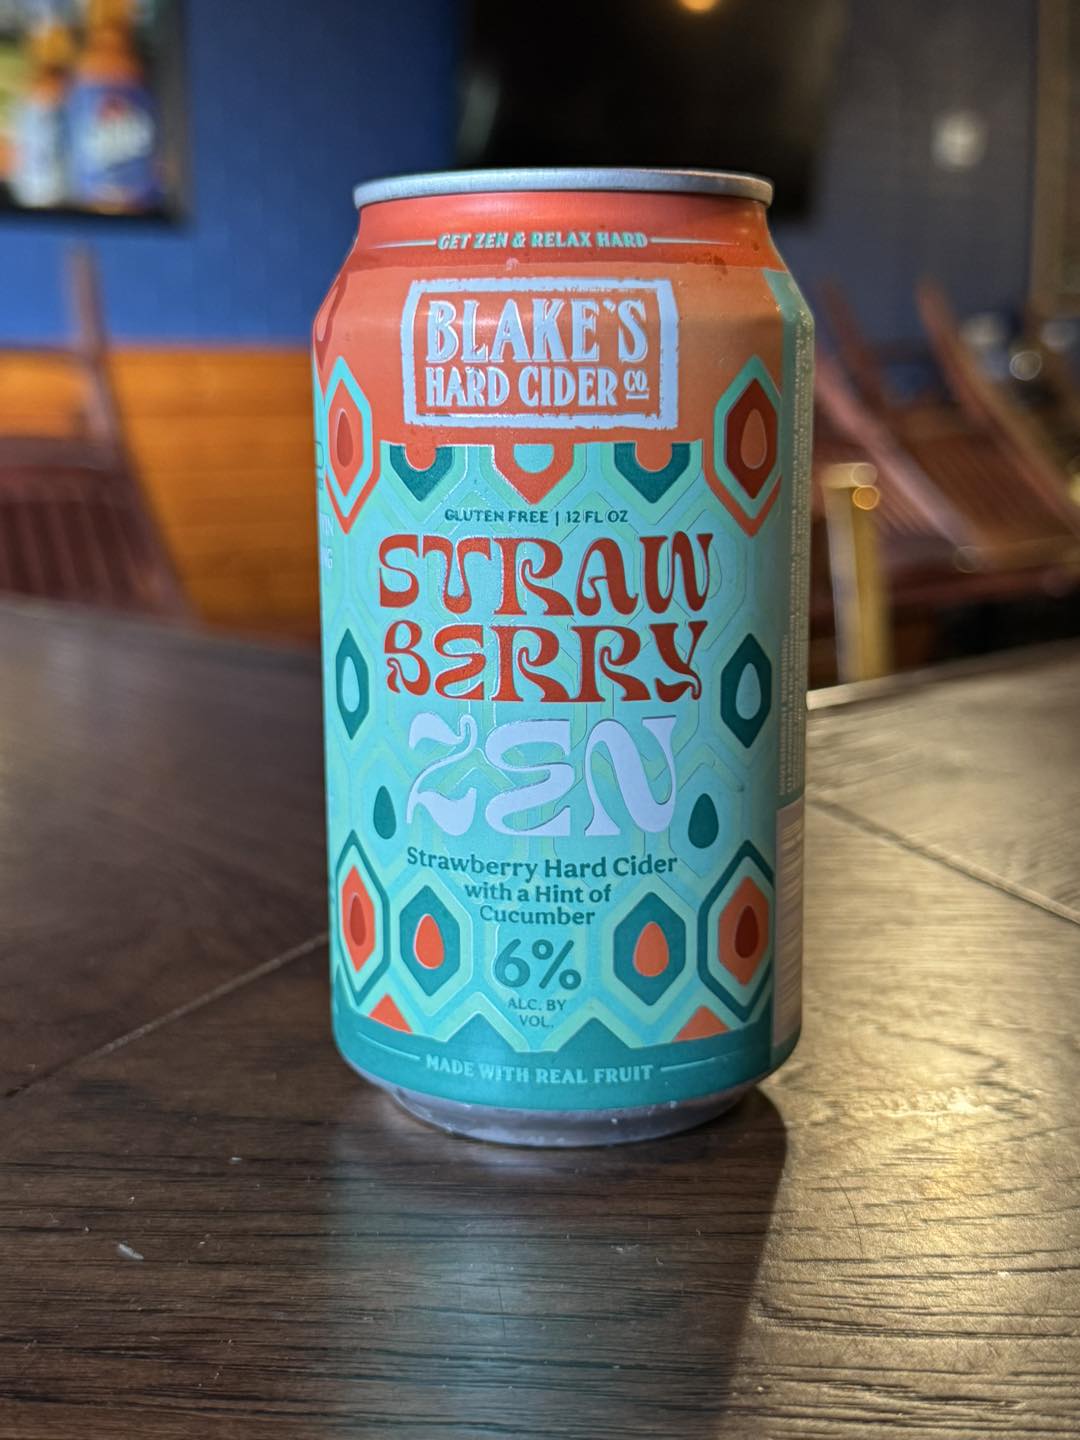 GET ZEN & RELAX HARD
BLAKE'S
HARD CIDER CO
GLUTEN FREE | 12 FL OZ
STRAW
BERRY
ZEN
Strawberry Hard Cider
with a Hint of
Cucumber
6%
ALC. BY
VOL.
MADE WITH REAL FRUIT